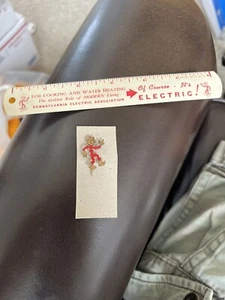 FOR COOKING AND WATER HEATING
The Golden Rule of MODERN Living
PENNSYLVANIA ELECTRIC ASSOCIATION
Of Course - It's
ELECTRIC!